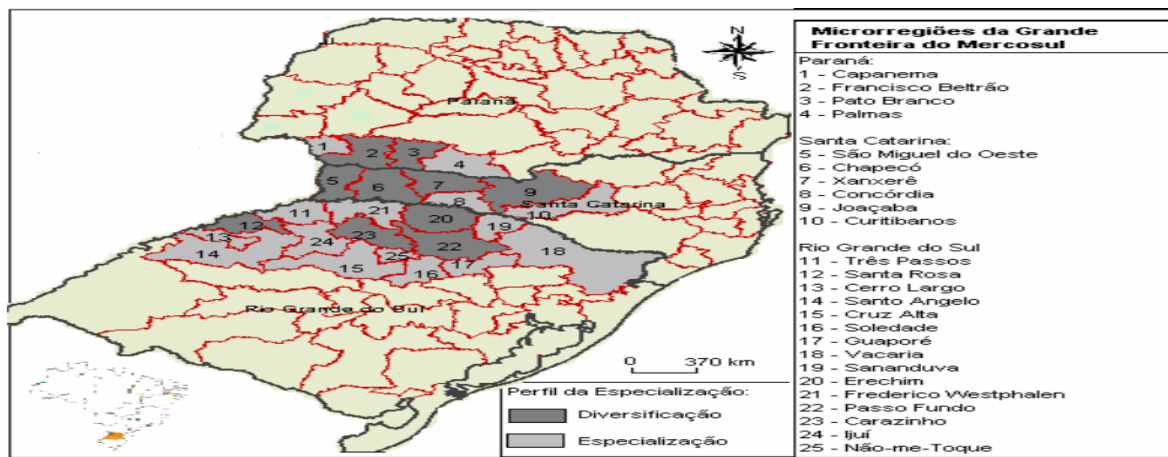 Microrregiões da Grande
Fronteira do Mercosul
Paraná:
1 - Capanema
2 - Francisco Beltrão
3 - Pato Branco
4 - Palmas
Santa Catarina:
5 - São Miguel do Oeste
6 - Chapecó
7 - Xanxerê
8 - Concórdia
9 - Joaçaba
10 - Curitibanos
Rio Grande do Sul
11 - Três Passos
12 - Santa Rosa
13 - Cerro Largo
14 - Santo Angelo
15 - Cruz Alta
16 - Soledade
17 - Guaporé
18 - Vacaria
19 - Sananduva
20 - Erechim
21 - Frederico Westphalen
22 - Passo Fundo
23 - Carazinho
24 - Ijuí
25 - Não-me-Toque
N
S
Paraná
1
2
3
4
5
6
7
8
9
Santa Catarina
10
11
21
20
19
12
13
23
24
22
18
14
25
17
15
16
Rio Grande do Sul
0 370 km
Perfil da Especialização:
Diversificação
Especialização